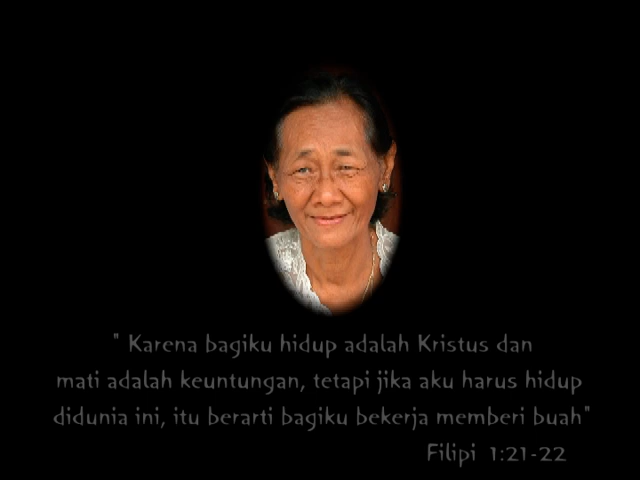 " Karena bagiku hidup adalah Kristus dan
mati adalah keuntungan, tetapi jika aku harus hidup
didunia ini, itu berarti bagiku bekerja memberi buah"
Filipi 1:21-22